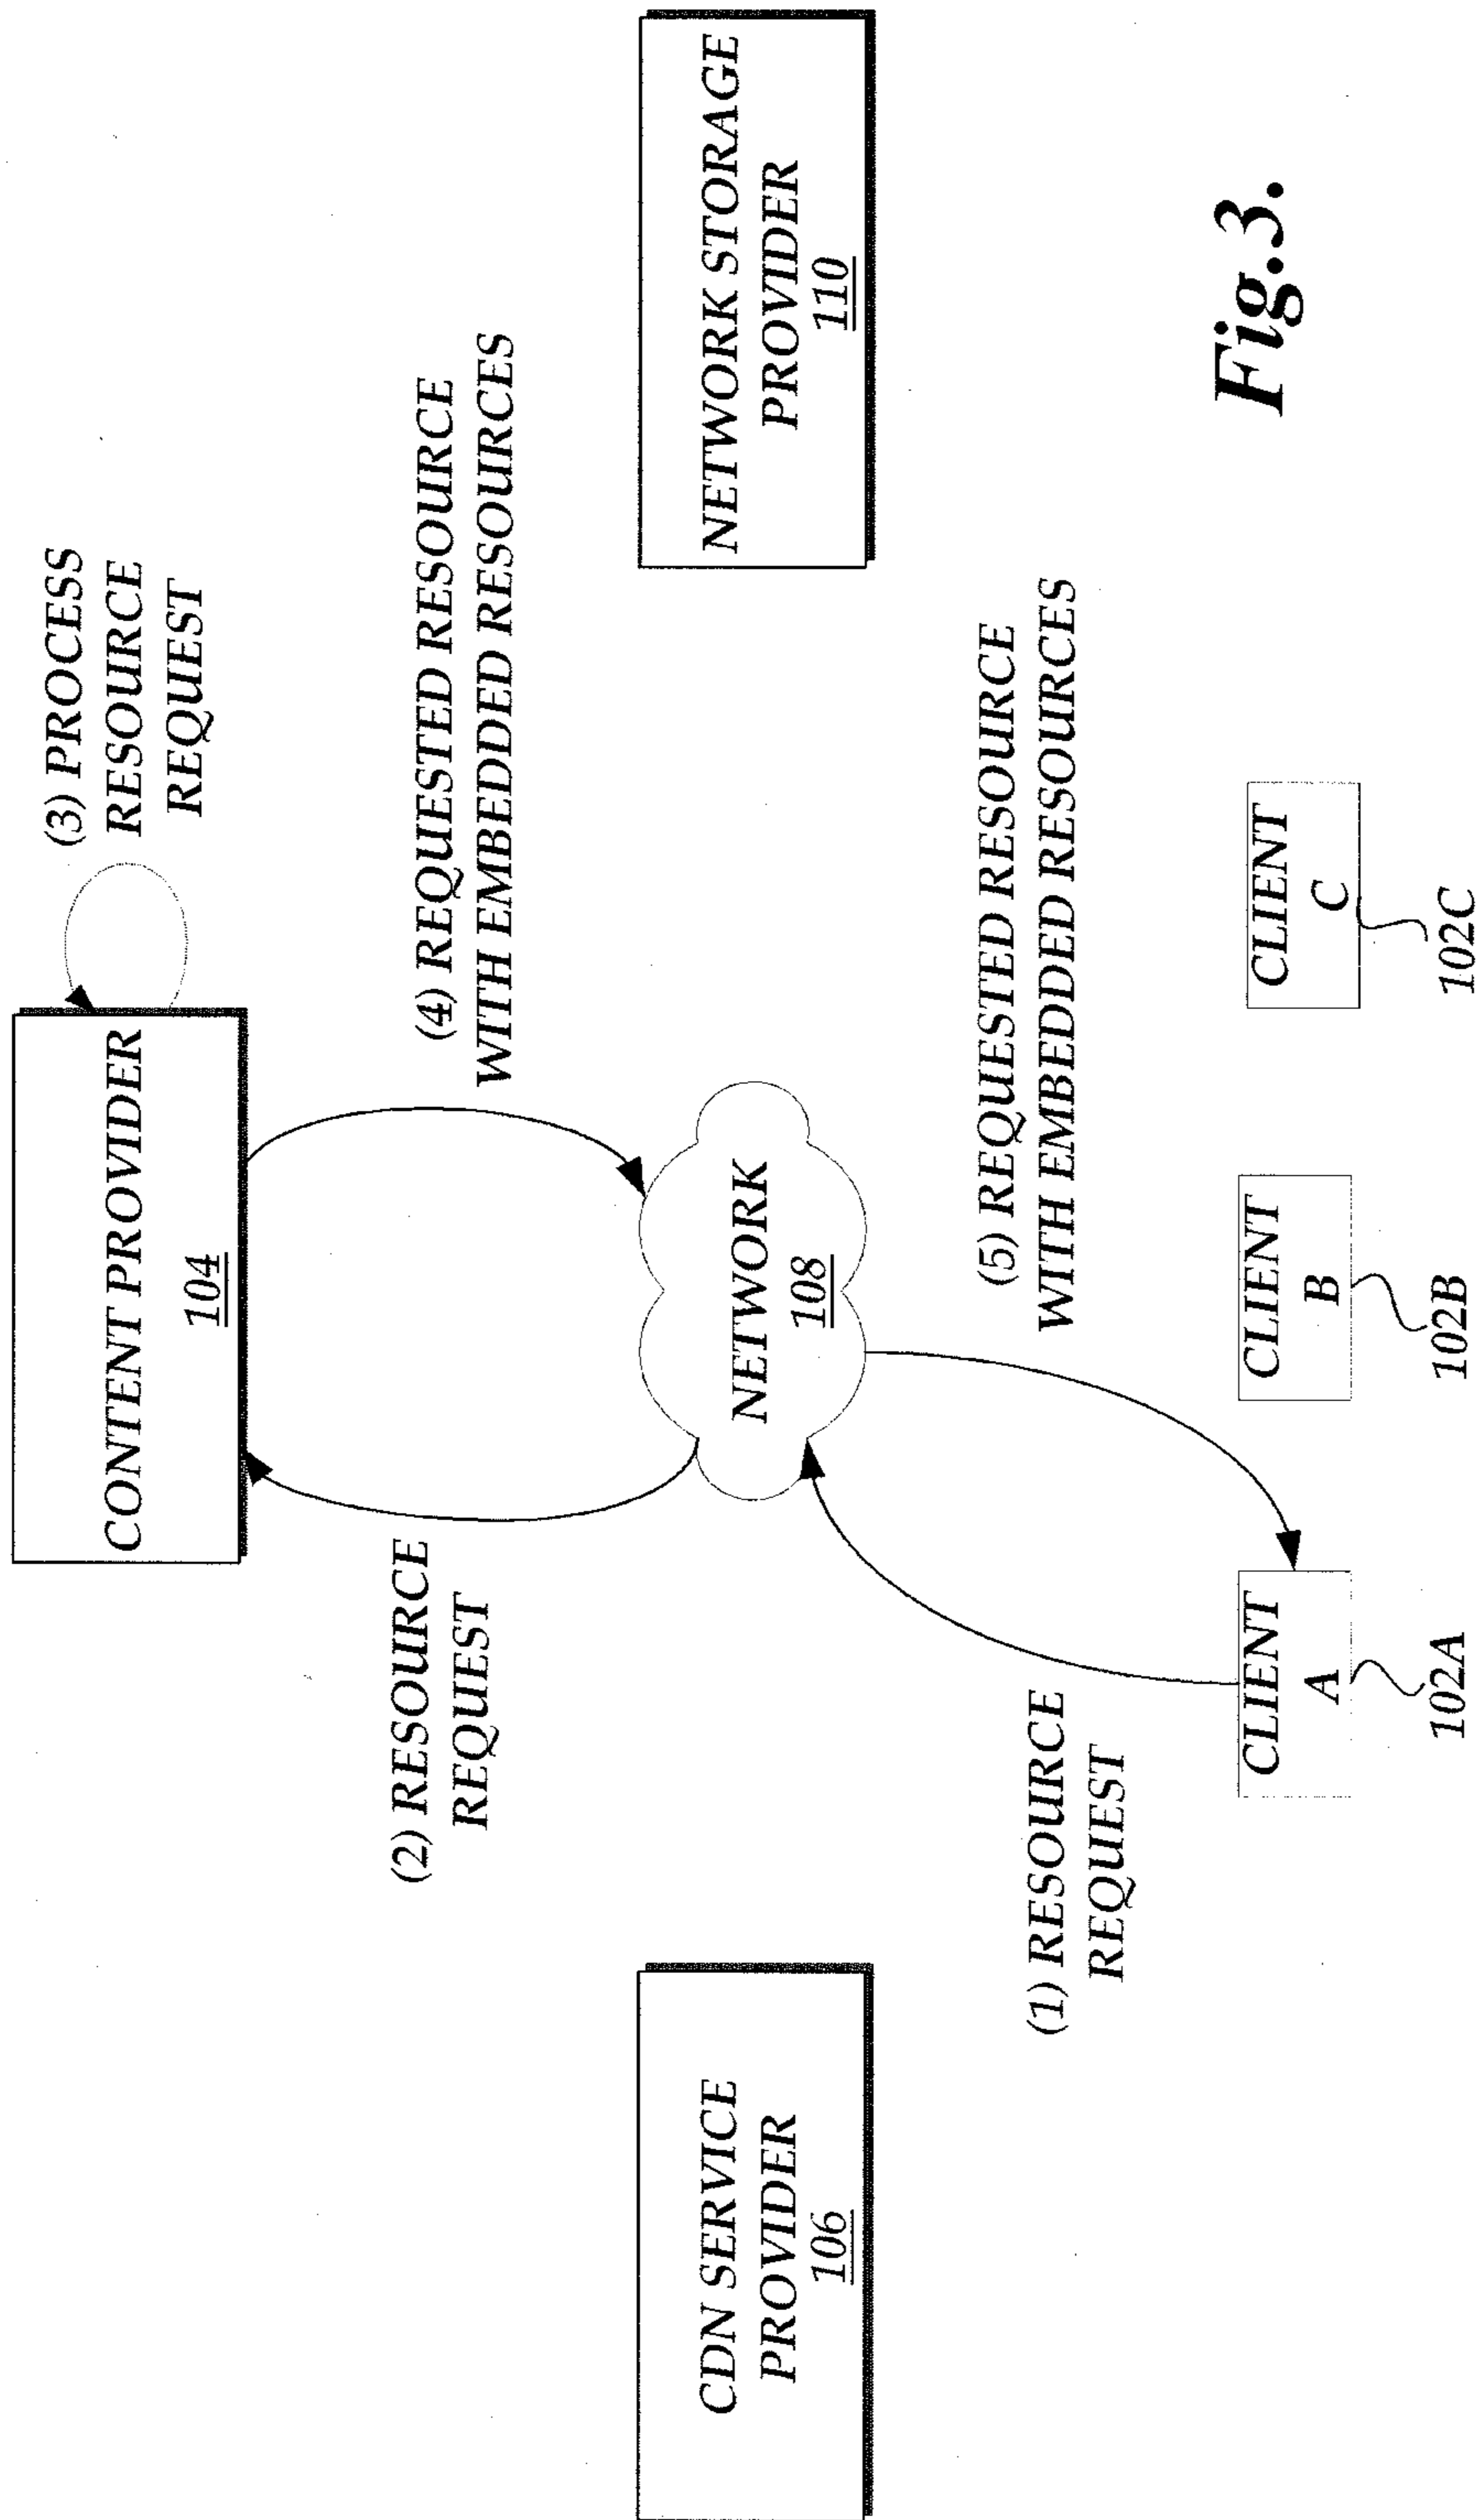 CONTENT PROVIDER
104
(3) PROCESS
RESOURCE
REQUEST
(2) RESOURCE
REQUEST
(4) REQUESTED RESOURCE
WITH EMBEDDED RESOURCES
CDN SERVICE
PROVIDER
106
NETWORK
108
NETWORK STORAGE
PROVIDER
110
(1) RESOURCE
REQUEST
(5) REQUESTED RESOURCE
WITH EMBEDDED RESOURCES
CLIENT
A
102A
CLIENT
B
102B
CLIENT
C
102C
Fig.3.